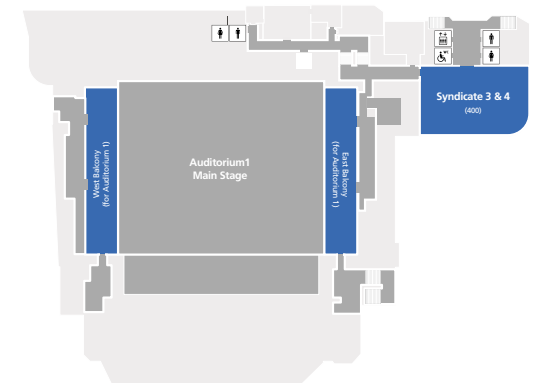 Syndicate 3 & 4
(400)
Auditorium1
Main Stage
West Balcony
(for Auditorium 1)
East Balcony
(for Auditorium 1)